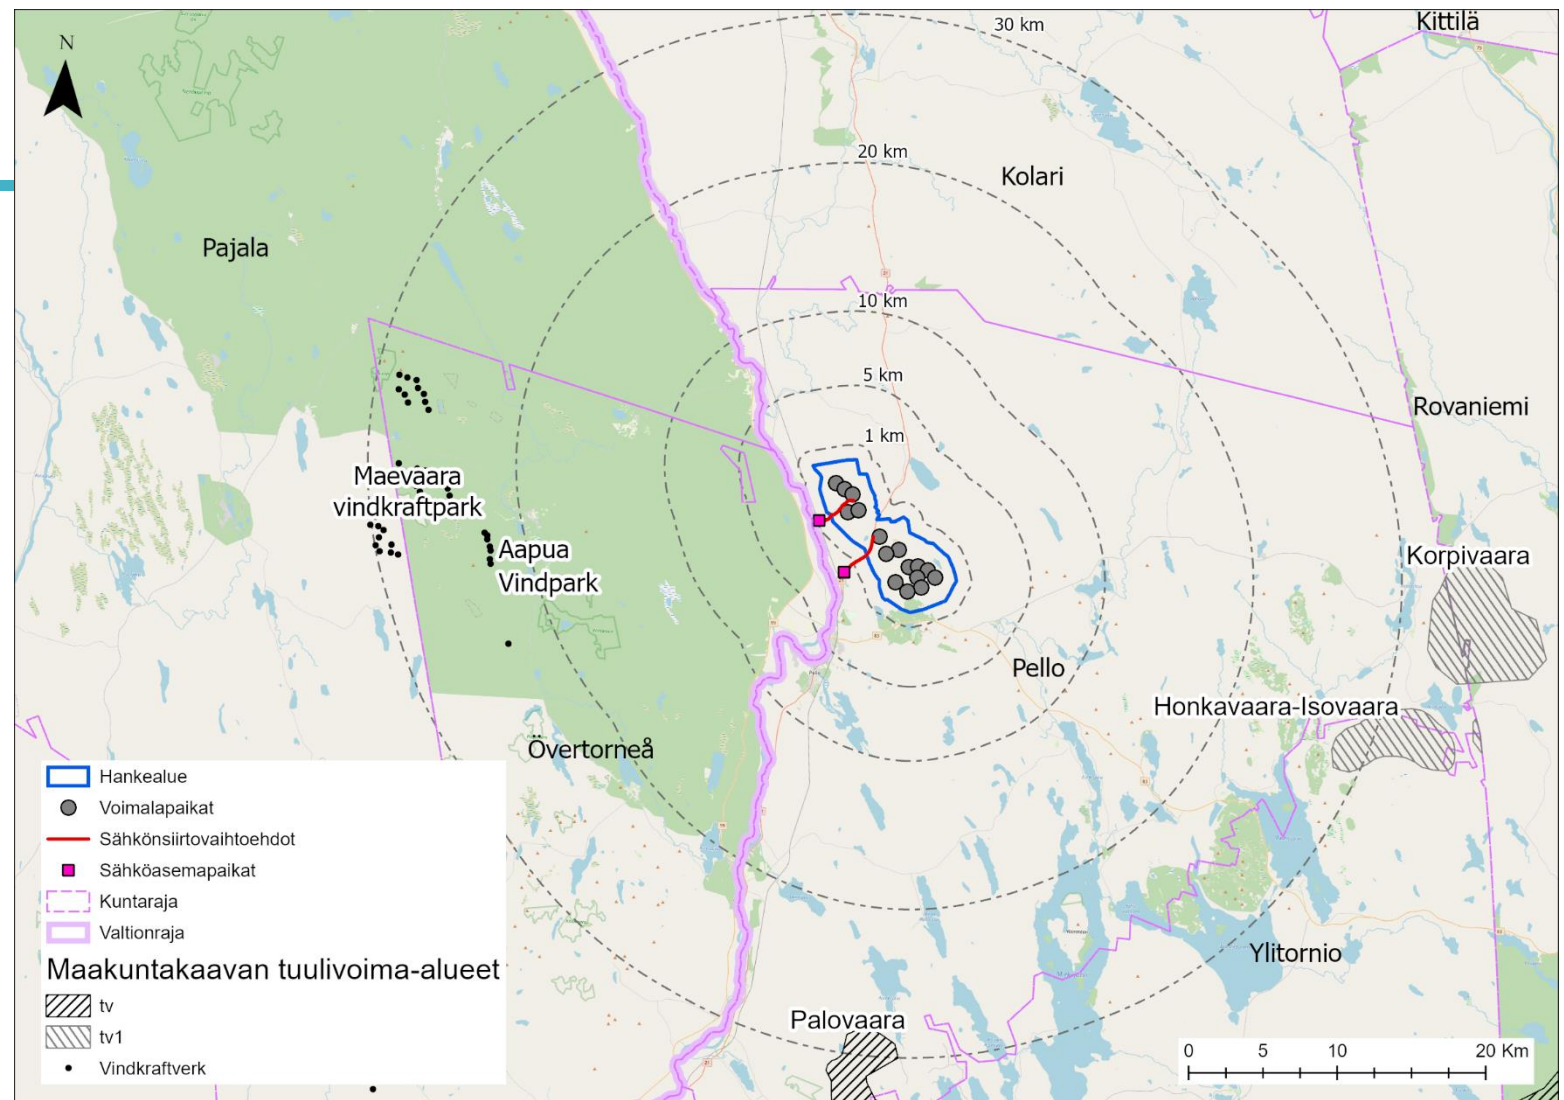 Kittilä
30 km
N
20 km
Kolari
Pajala
10 km
5 km
Rovaniemi
1 km
Maevaara
vindkraftpark
Aapua
Vindpark
Korpivaara
Pello
Honkavaara-Isovaara
Övertorneå
Ylitornio
Palovaara
Hankealue
Voimalapaikat
Sähkönsiirtovaihtoehdot
Sähköasemapaikat
Kuntaraja
Valtionraja
Maakuntakaavan tuulivoima-alueet
tv
tv1
Vindkraftverk
0 5 10 20 Km